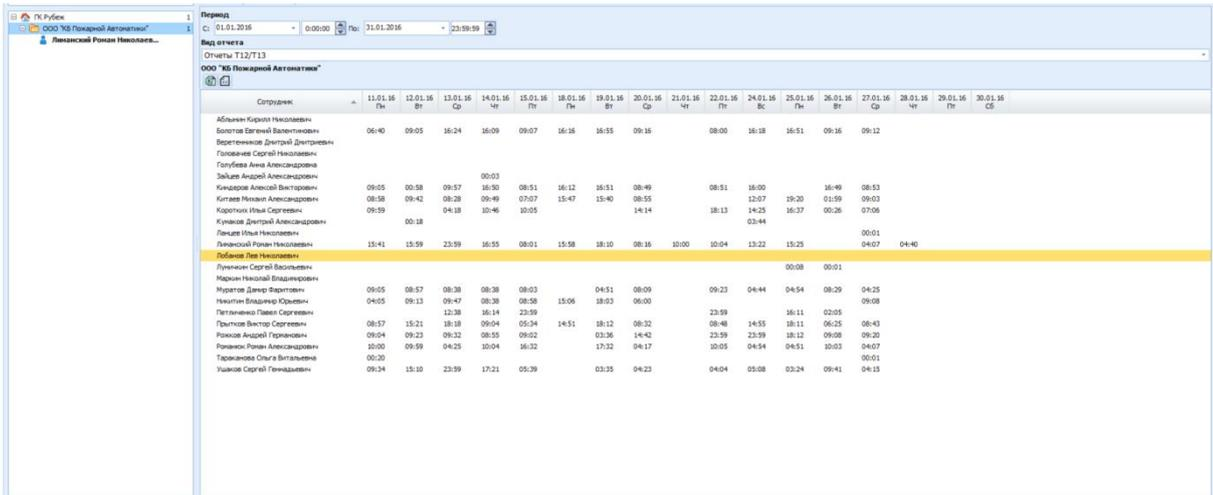 ГК Рубеж 1
ООО "КБ Пожарной Автоматики" 1
Лиманский Роман Николаев...
Период
С: 01.01.2016 0:00:00 По: 31.01.2016 23:59:59
Вид отчета
Отчеты Т12/Т13
ООО "КБ Пожарной Автоматики"
Сотрудник 11.01.16 12.01.16 13.01.16 14.01.16 15.01.16 18.01.16 19.01.16 20.01.16 21.01.16 22.01.16 24.01.16 25.01.16 26.01.16 27.01.16 28.01.16 29.01.16 30.01.16
Пн Вт Ср Чт Пт Пн Вт Ср Чт Пт Вс Пн Вт Ср Чт Пт Сб
Аблынин Кирилл Николаевич
Болотов Евгений Валентинович 06:40 09:05 16:24 16:09 09:07 16:16 16:55 09:16 08:00 16:18 16:51 09:16 09:12
Веретенников Дмитрий Дмитриевич
Головачев Сергей Николаевич
Голубева Анна Александровна
Зайцев Андрей Александрович 00:03
Киндеров Алексей Викторович 09:05 00:58 09:57 16:50 08:51 16:12 16:51 08:49 08:51 16:00 16:49 08:53
Китаев Михаил Александрович 08:58 09:42 08:28 09:49 07:07 15:47 15:40 08:55 12:07 19:20 01:59 09:03
Коротких Илья Сергеевич 09:59 04:18 10:46 10:05 14:14 18:13 14:25 16:37 00:26 07:06
Кумаков Дмитрий Александрович 00:18 03:44
Ланцев Илья Николаевич 00:01
Лиманский Роман Николаевич 15:41 15:59 23:59 16:55 08:01 15:58 18:10 08:16 10:00 10:04 13:22 15:25 04:07 04:40
Лобанов Лев Николаевич
Луничкин Сергей Васильевич 00:08 00:01
Маркин Николай Владимирович
Муратов Данир Фаритович 09:05 08:57 08:38 08:38 08:03 04:51 08:09 09:23 04:44 04:54 08:29 04:25
Никитин Владимир Юрьевич 04:05 09:13 09:47 08:38 08:58 15:06 18:03 06:00 09:08
Петличенко Павел Сергеевич 12:38 16:14 23:59 23:59 16:11 02:05
Прытков Виктор Сергеевич 08:57 15:21 18:18 09:04 05:34 14:51 18:12 08:32 08:48 14:55 18:11 06:25 08:43
Рожков Андрей Германович 09:04 09:23 09:32 08:55 09:02 03:36 14:42 23:59 23:59 18:12 09:08 09:20
Романюк Роман Александрович 10:00 09:59 04:25 10:04 16:32 17:32 04:17 10:05 04:54 04:51 10:03 04:07
Тараканова Ольга Витальевна 00:20 00:01
Ушаков Сергей Геннадьевич 09:34 15:10 23:59 17:21 05:39 03:35 04:23 04:04 05:08 03:24 09:41 04:15